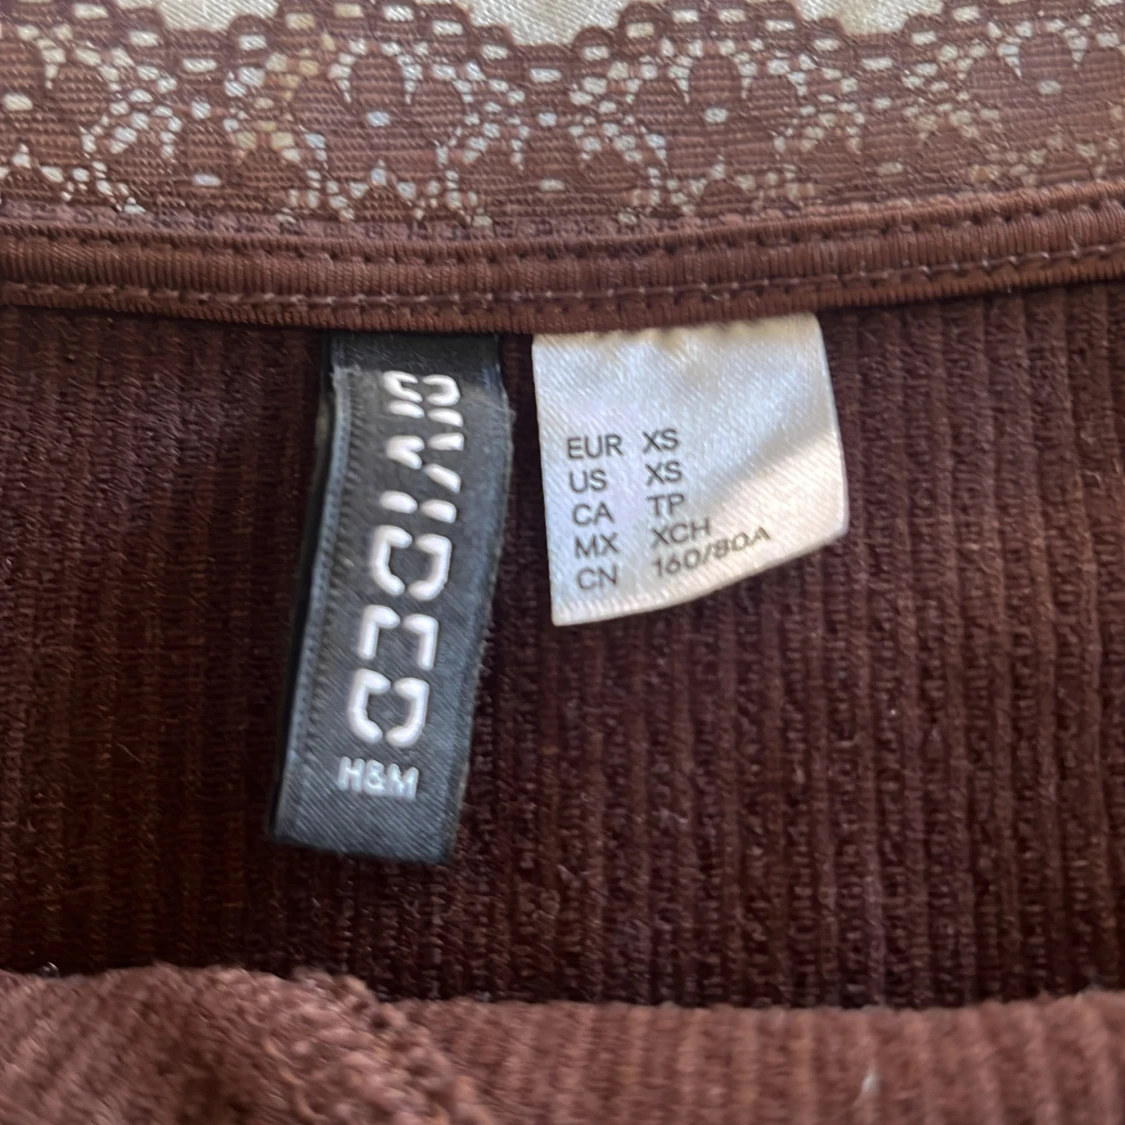 DIVIDED
H&M
EUR XS
US XS
CA TP
MX XCH
CN 160/80A